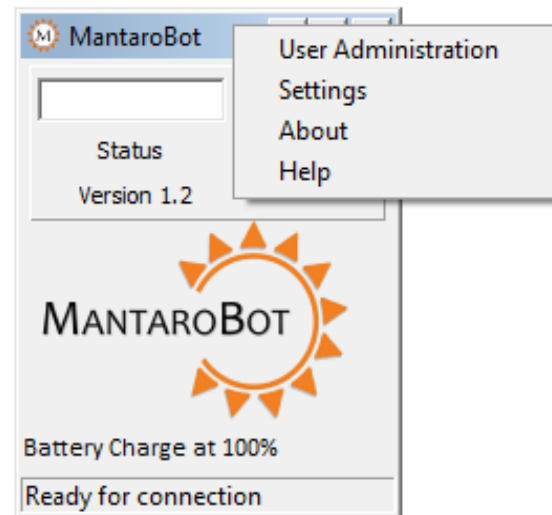 MantaroBot
User Administration
Settings
About
Help
Status
Version 1.2
MANTAROBOT
Battery Charge at 100%
Ready for connection